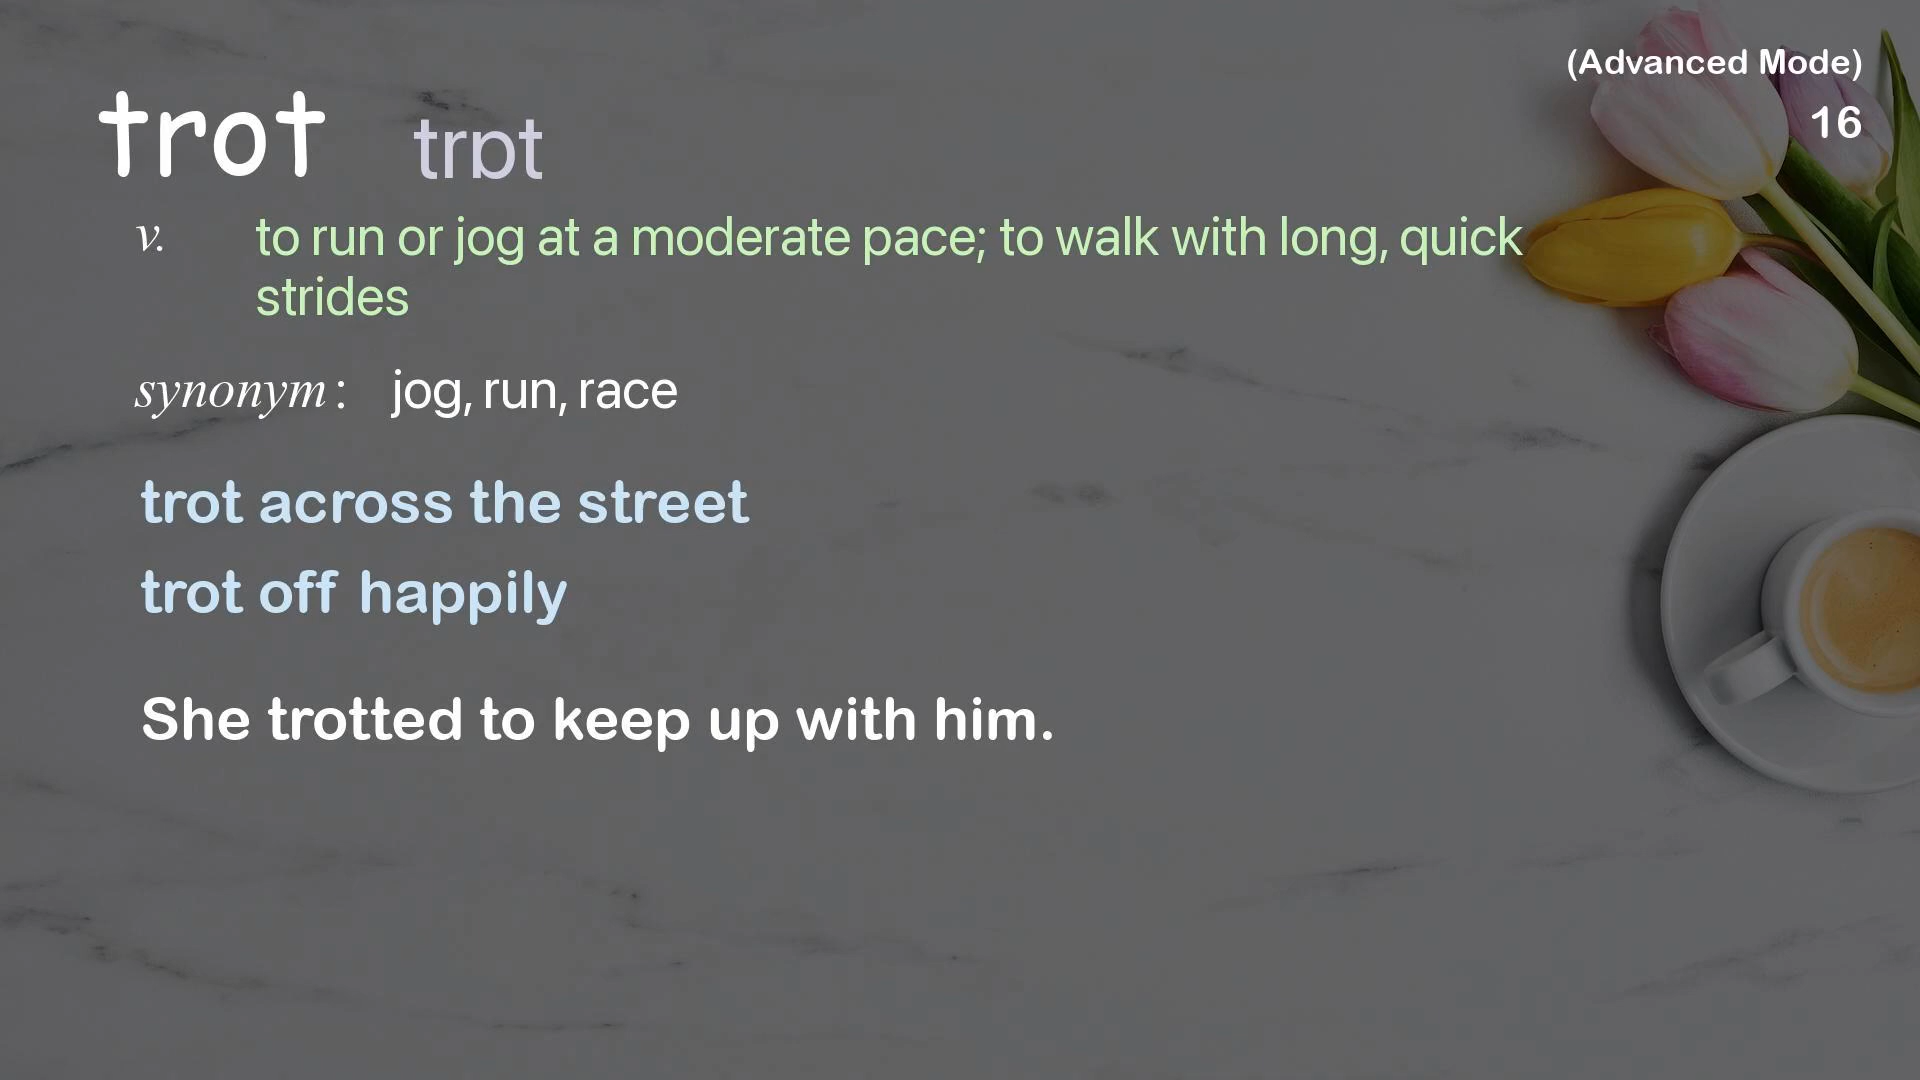 (Advanced Mode)
16
trot trɒt
v. to run or jog at a moderate pace; to walk with long, quick
strides
synonym: jog, run, race
trot across the street
trot off happily
She trotted to keep up with him.